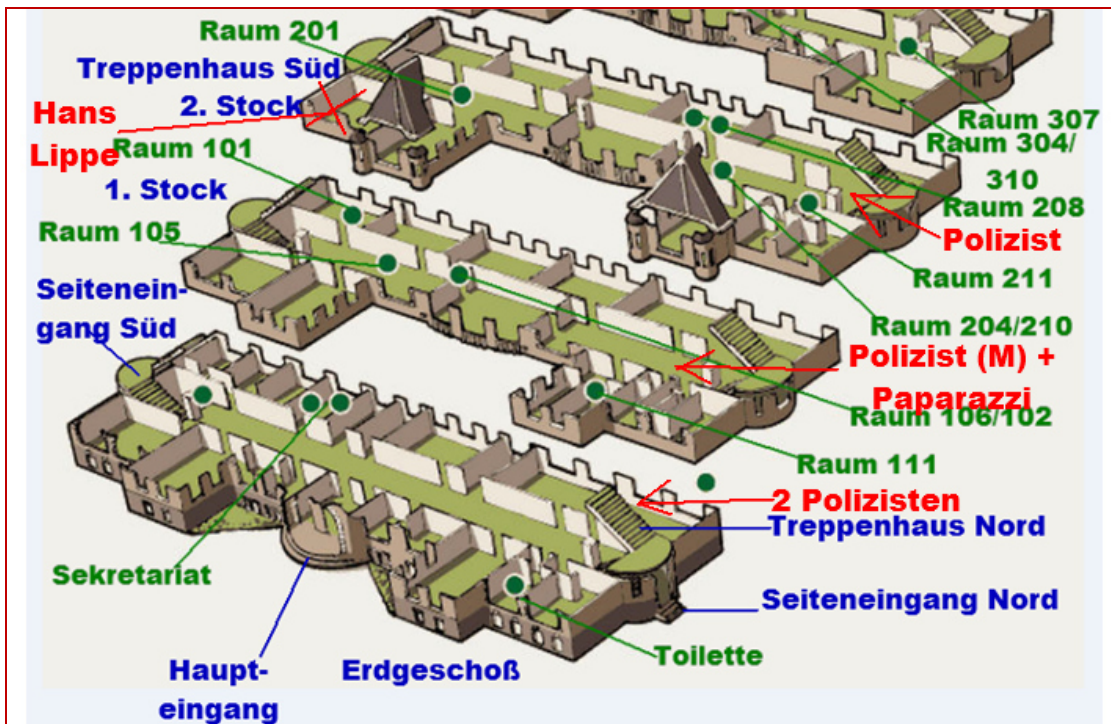 Raum 201
Treppenhaus Süd
2. Stock
Hans
Lippe
Raum 101
1. Stock
Raum 307
Raum 304/
310
Raum 208
Polizist
Raum 105
Raum 211
Seitenein-
gang Süd
Raum 204/210
Polizist (M) +
Paparazzi
Raum 106/102
Raum 111
2 Polizisten
Treppenhaus Nord
Sekretariat
Seiteneingang Nord
Toilette
Haupt-
eingang
Erdgeschoß